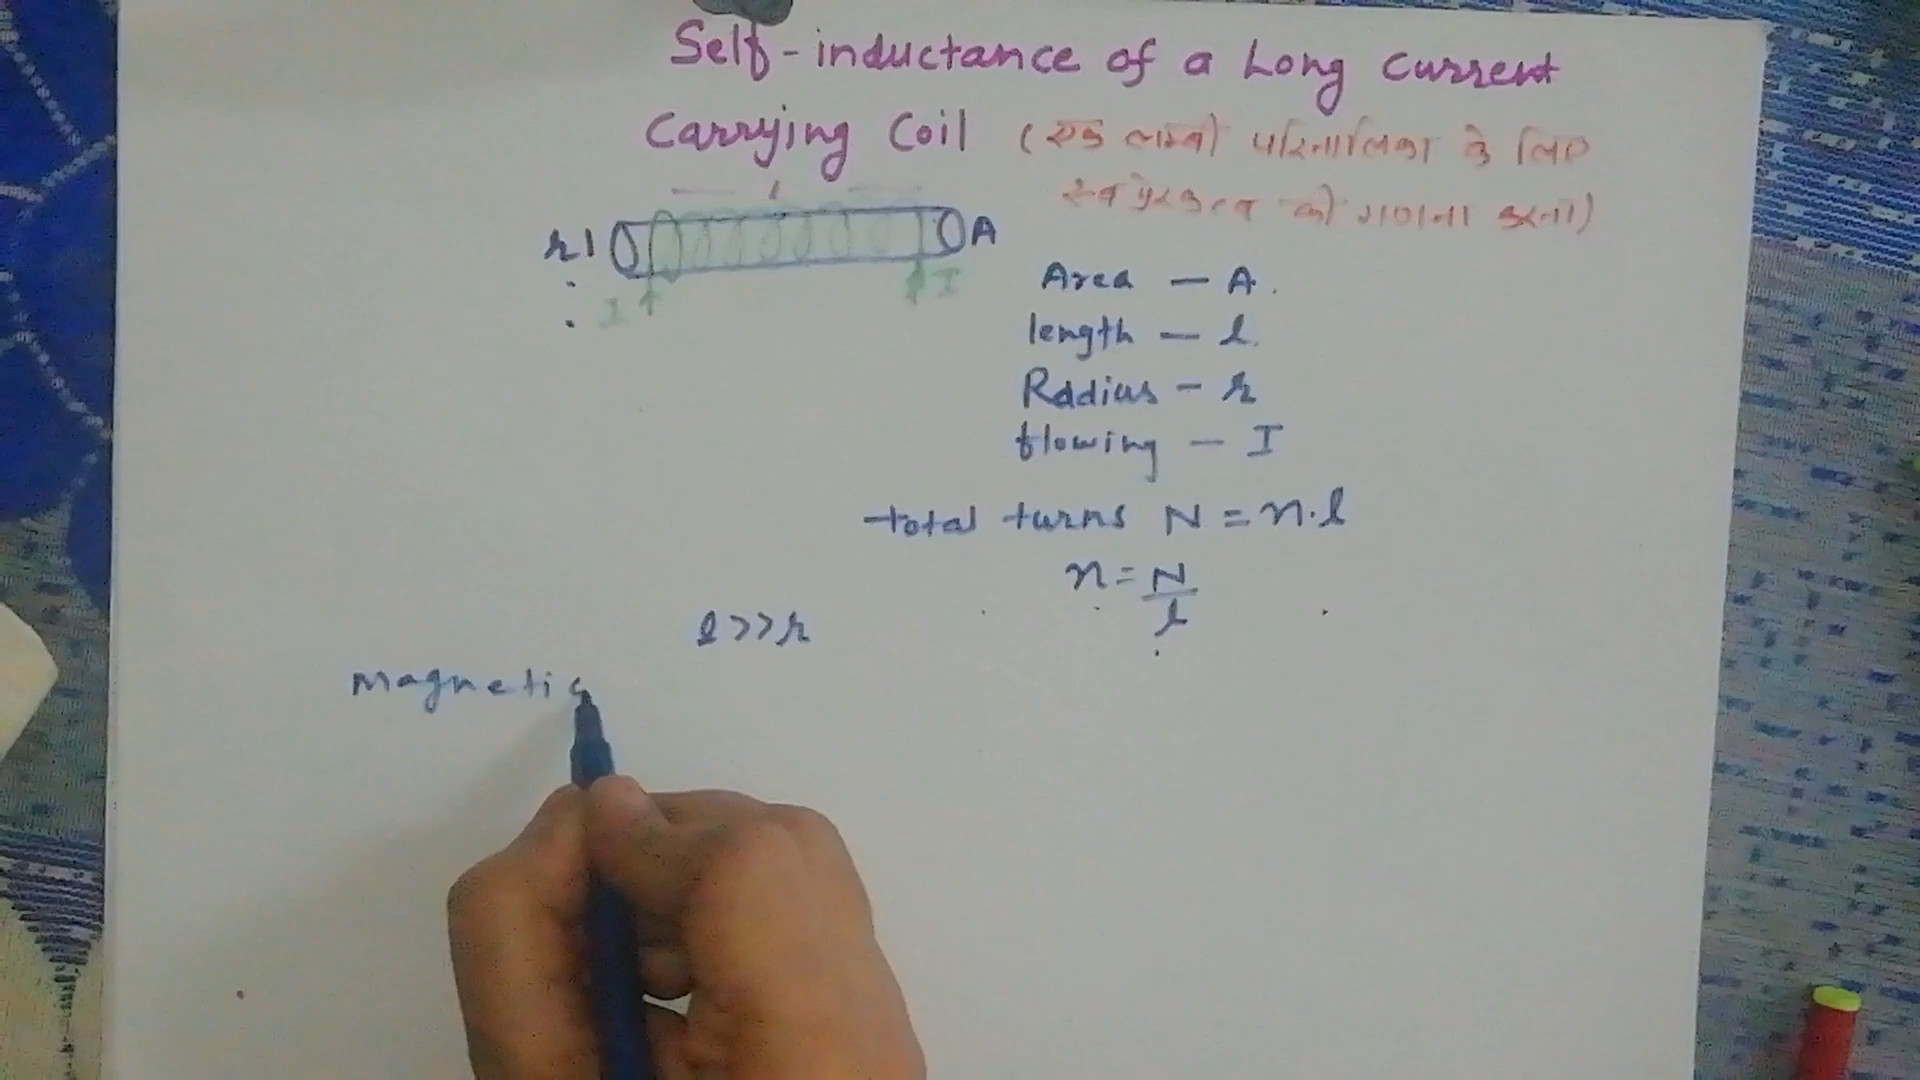 Self-inductance of a Long Current
Carrying Coil (एक लम्बी परिनालिका के लिए
स्वप्रेरकत्व की गणना करना)
l
r A
I I
Area - A.
length - l.
Radius - r
flowing - I
total turns N = n.l
n = N/l
l >> r
Magnetic